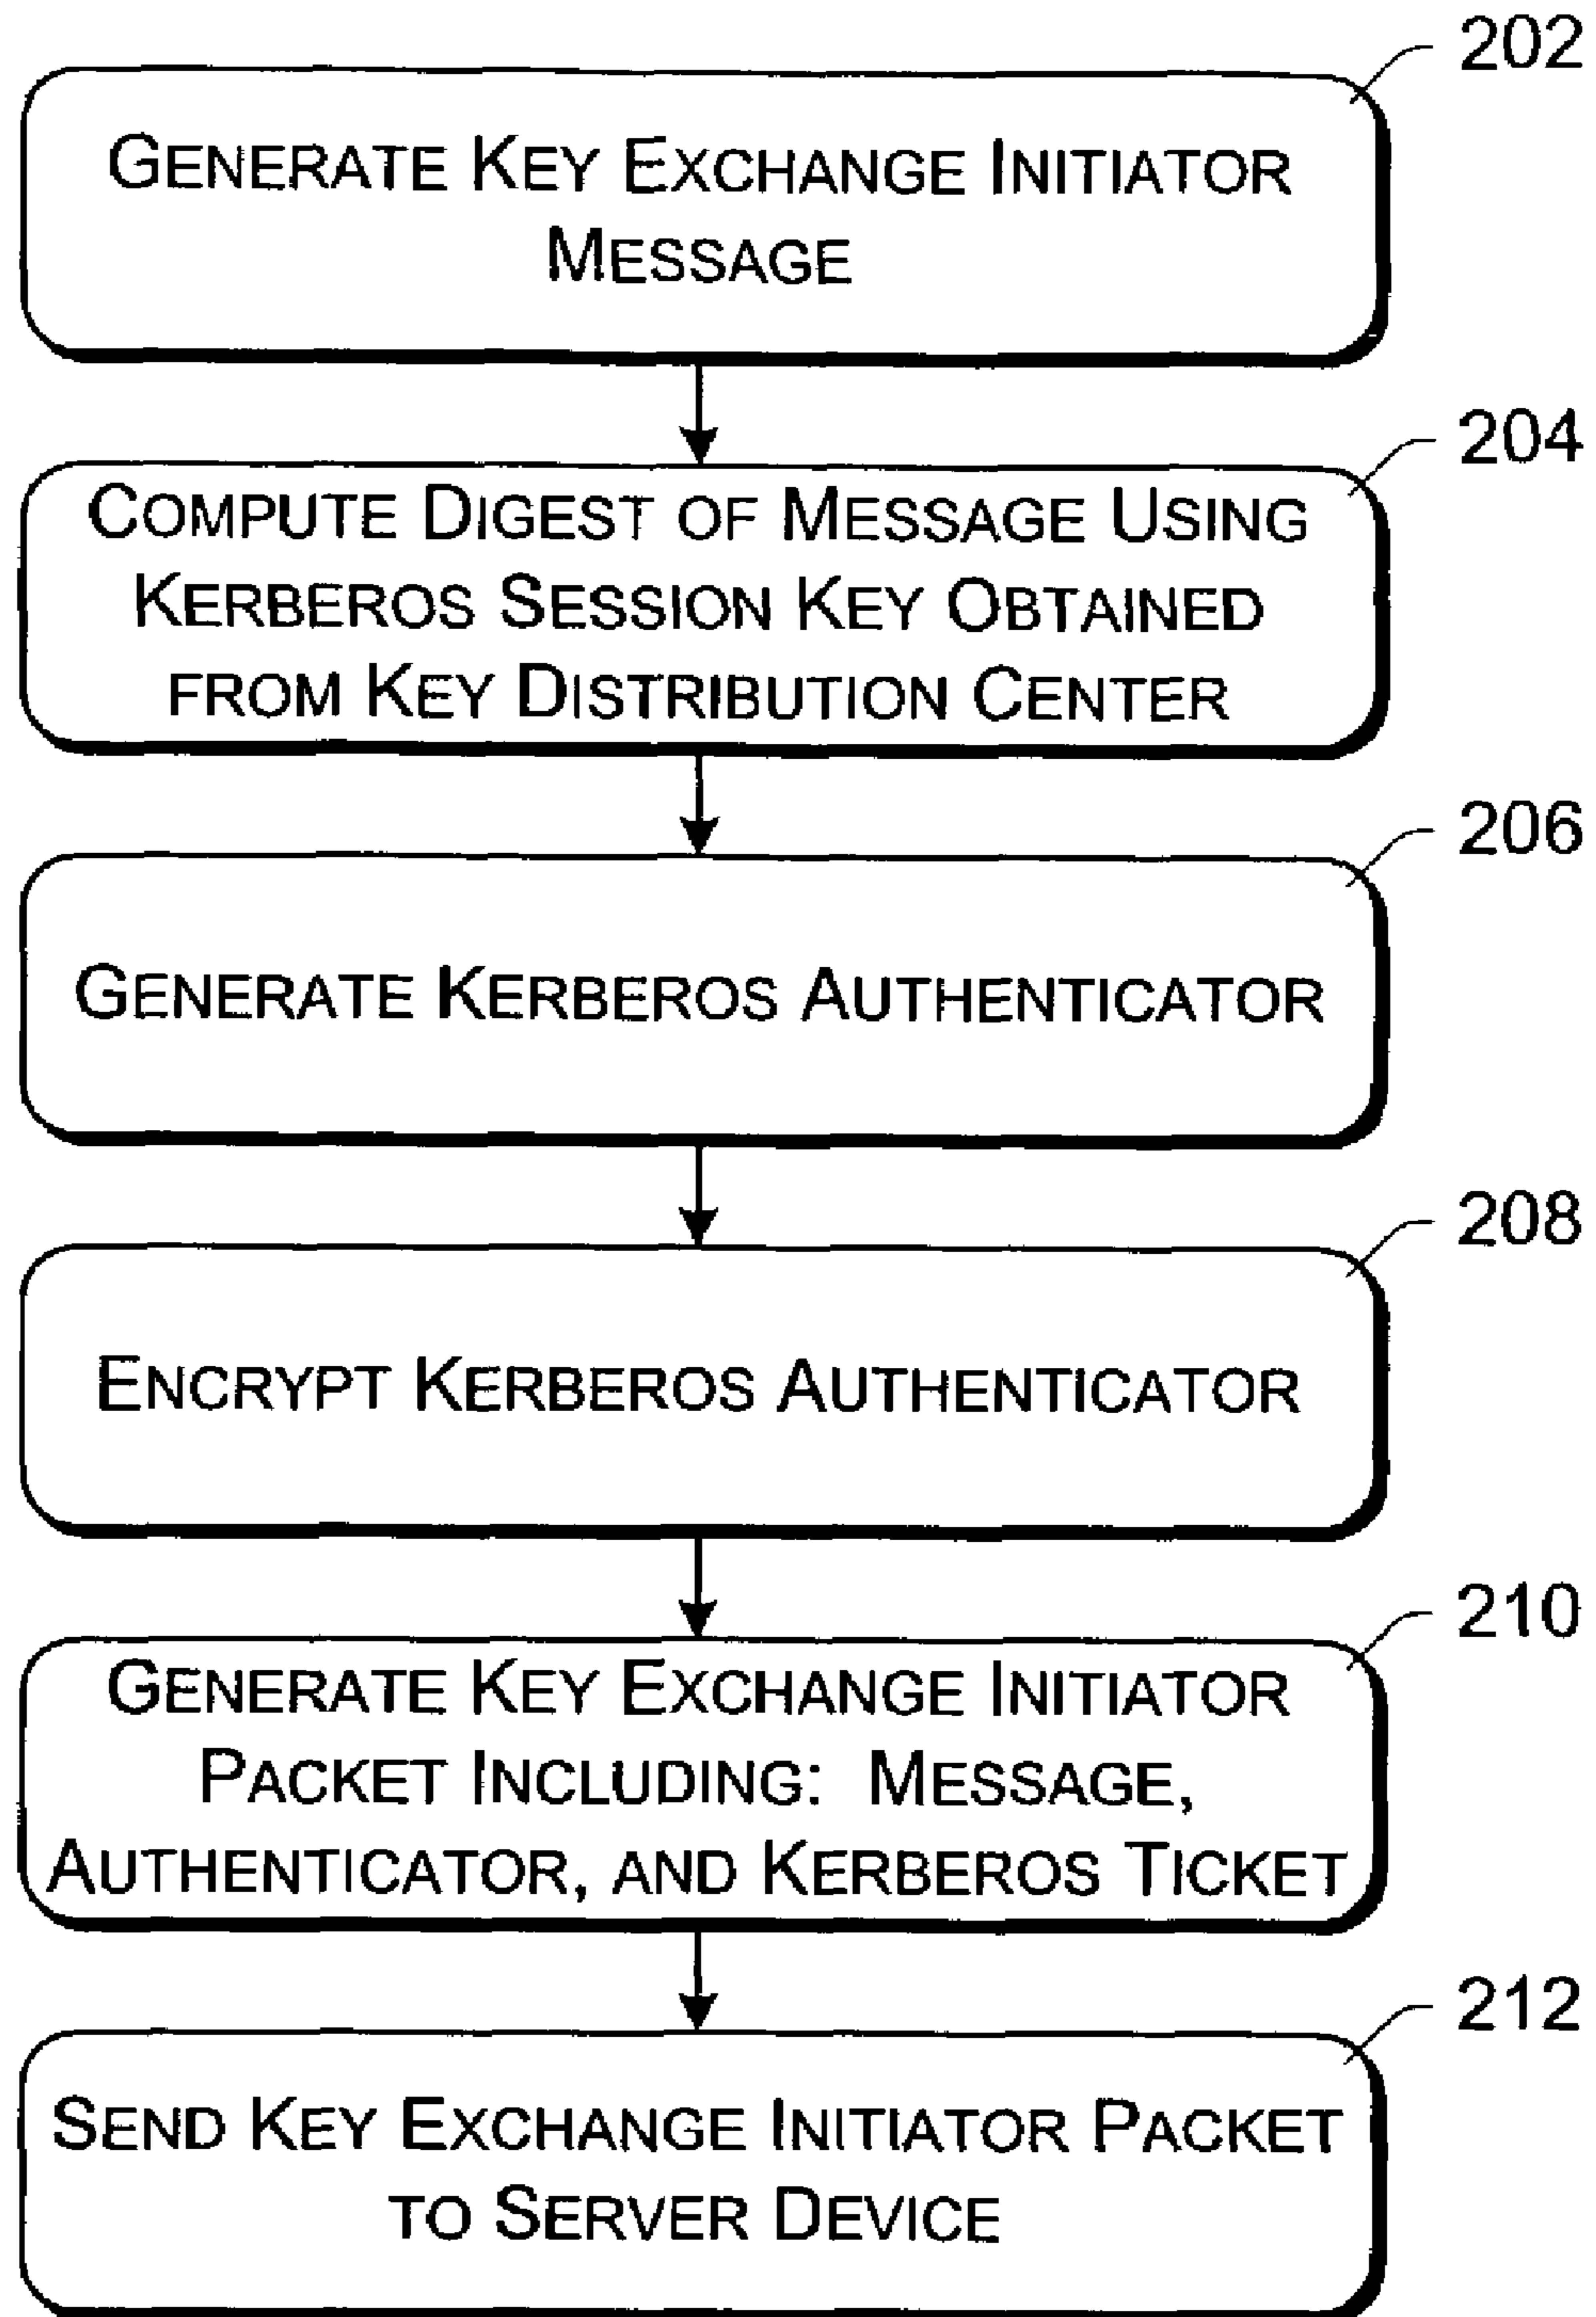 202
GENERATE KEY EXCHANGE INITIATOR
MESSAGE
204
COMPUTE DIGEST OF MESSAGE USING
KERBEROS SESSION KEY OBTAINED
FROM KEY DISTRIBUTION CENTER
206
GENERATE KERBEROS AUTHENTICATOR
208
ENCRYPT KERBEROS AUTHENTICATOR
210
GENERATE KEY EXCHANGE INITIATOR
PACKET INCLUDING: MESSAGE,
AUTHENTICATOR, AND KERBEROS TICKET
212
SEND KEY EXCHANGE INITIATOR PACKET
TO SERVER DEVICE